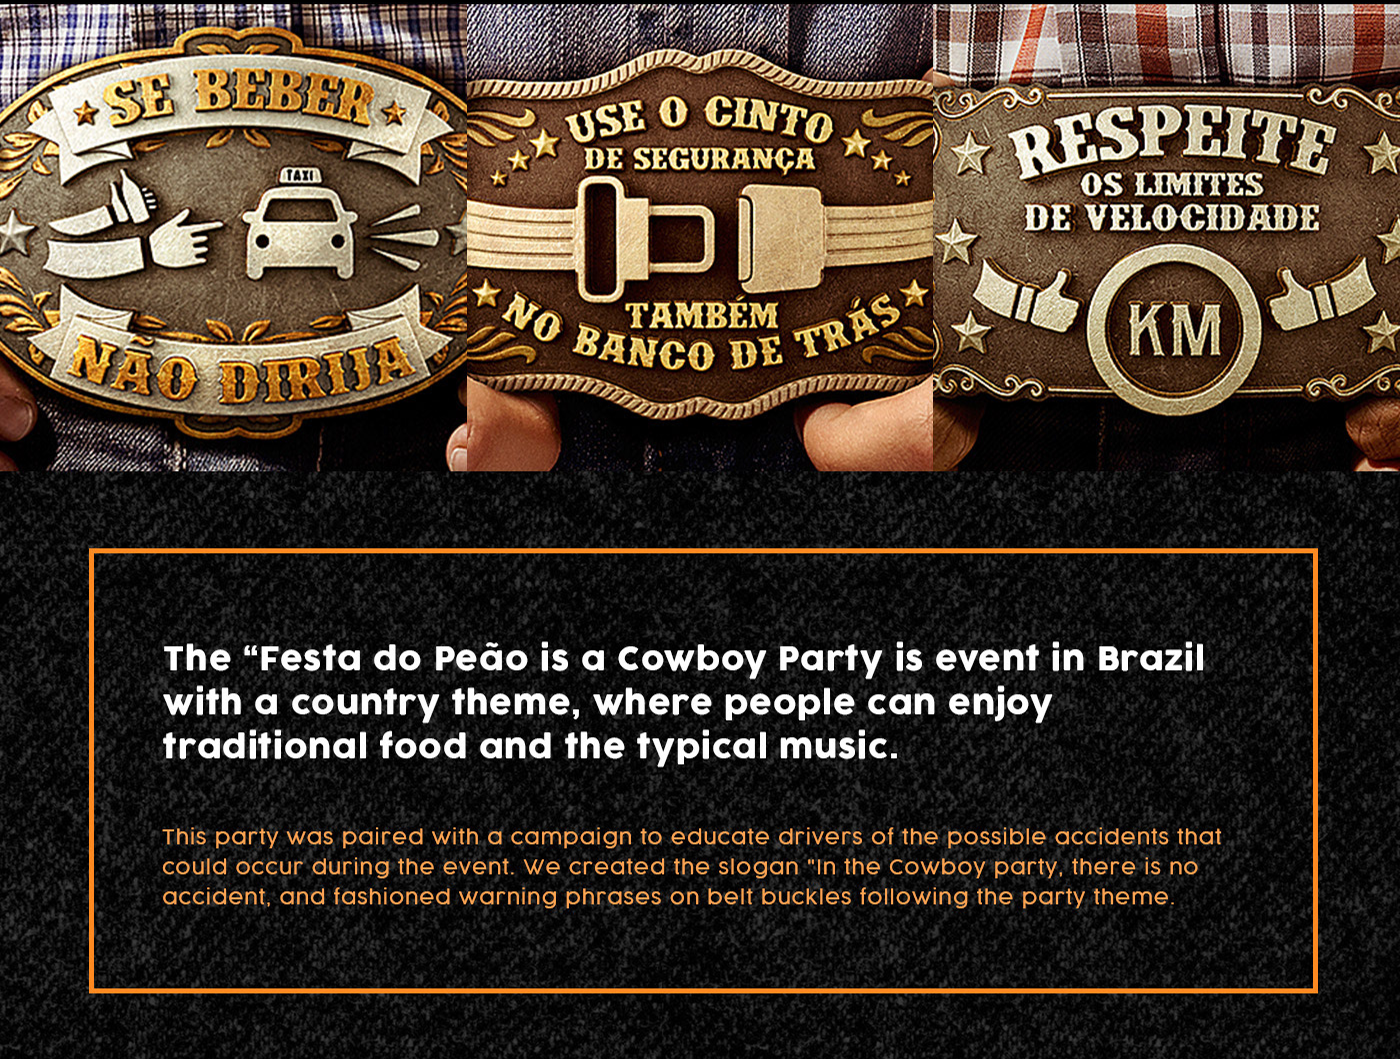 SE BEBER
TAXI
NÃO DIRIJA
USE O CINTO
DE SEGURANÇA
TAMBÉM
NO BANCO DE TRÁS
RESPEITE
OS LIMITES
DE VELOCIDADE
KM
The “Festa do Peão is a Cowboy Party is event in Brazil
with a country theme, where people can enjoy
traditional food and the typical music.
This party was paired with a campaign to educate drivers of the possible accidents that
could occur during the event. We created the slogan "In the Cowboy party, there is no
accident, and fashioned warning phrases on belt buckles following the party theme.